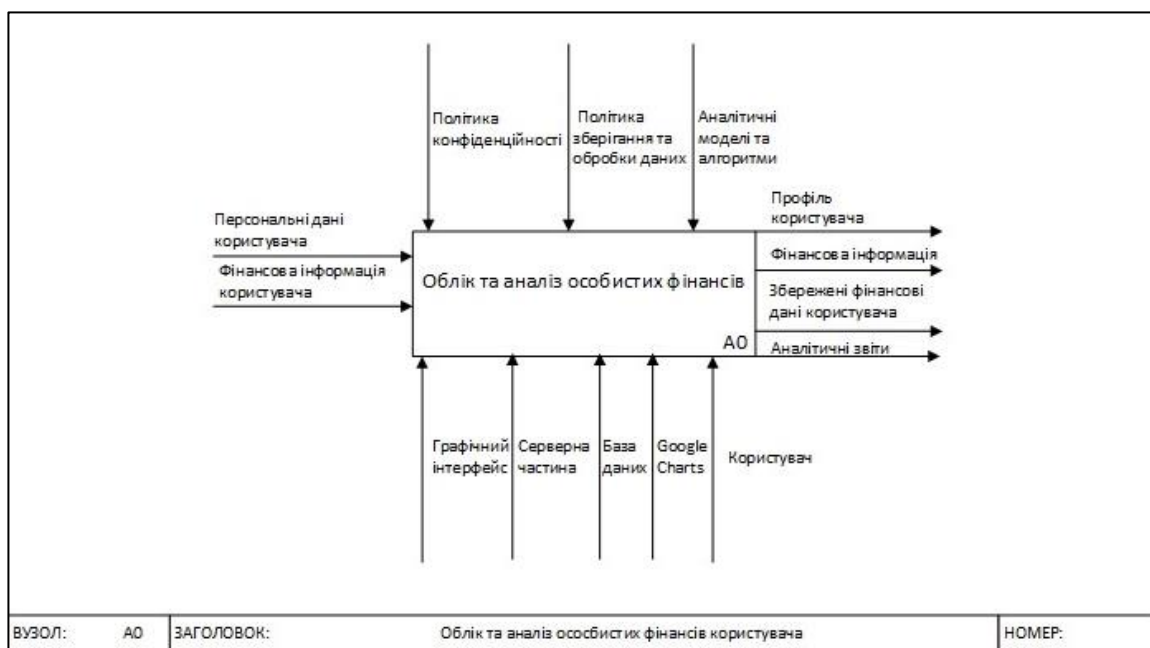 Політика
конфіденційності
Політика
зберігання та
обробки даних
Аналітичні
моделі та
алгоритми
Персональні дані
користувача
Фінансова інформація
користувача
Облік та аналіз особистих фінансів
A0
Профіль
користувача
Фінансова інформація
Збережені фінансові
дані користувача
Аналітичні звіти
Графічний
інтерфейс
Серверна
частина
База
даних
Google
Charts
Користувач
ВУЗОЛ: A0 ЗАГОЛОВОК: Облік та аналіз ососбистих фінансів користувача НОМЕР: